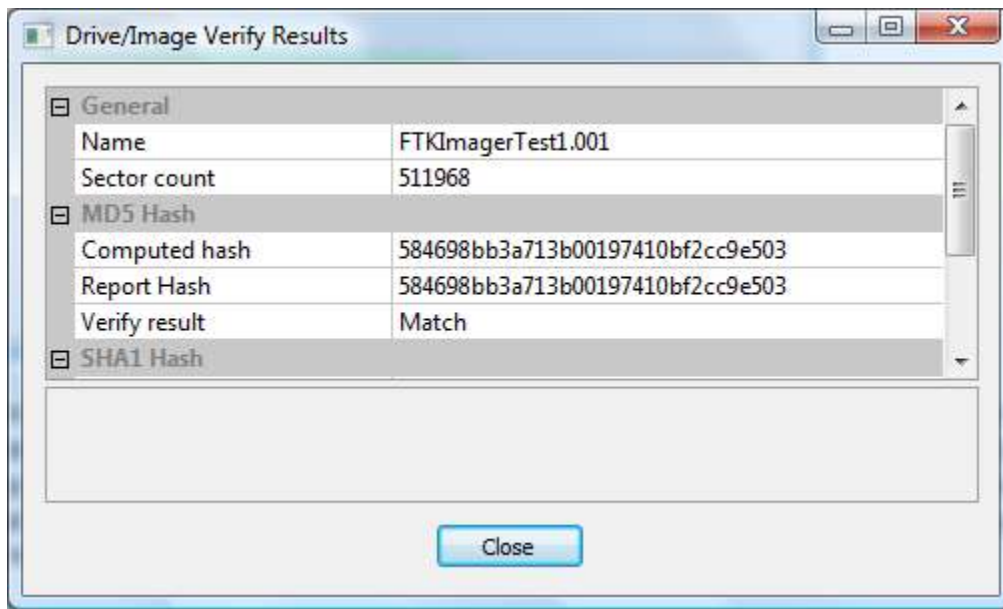 Drive/Image Verify Results
General
Name FTKImagerTest1.001
Sector count 511968
MD5 Hash
Computed hash 584698bb3a713b00197410bf2cc9e503
Report Hash 584698bb3a713b00197410bf2cc9e503
Verify result Match
SHA1 Hash
Close